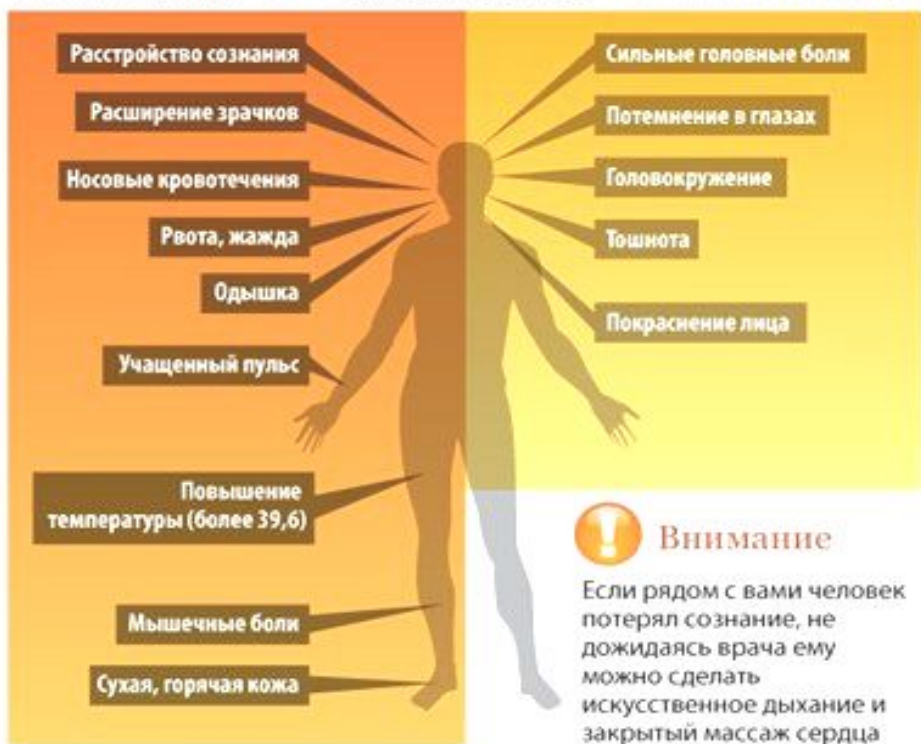 Расстройство сознания
Расширение зрачков
Носовые кровотечения
Рвота, жажда
Одышка
Учащенный пульс
Повышение
температуры (более 39,6)
Мышечные боли
Сухая, горячая кожа
Сильные головные боли
Потемнение в глазах
Головокружение
Тошнота
Покраснение лица
Внимание
Если рядом с вами человек
потерял сознание, не
дожидаясь врача ему
можно сделать
искусственное дыхание и
закрытый массаж сердца